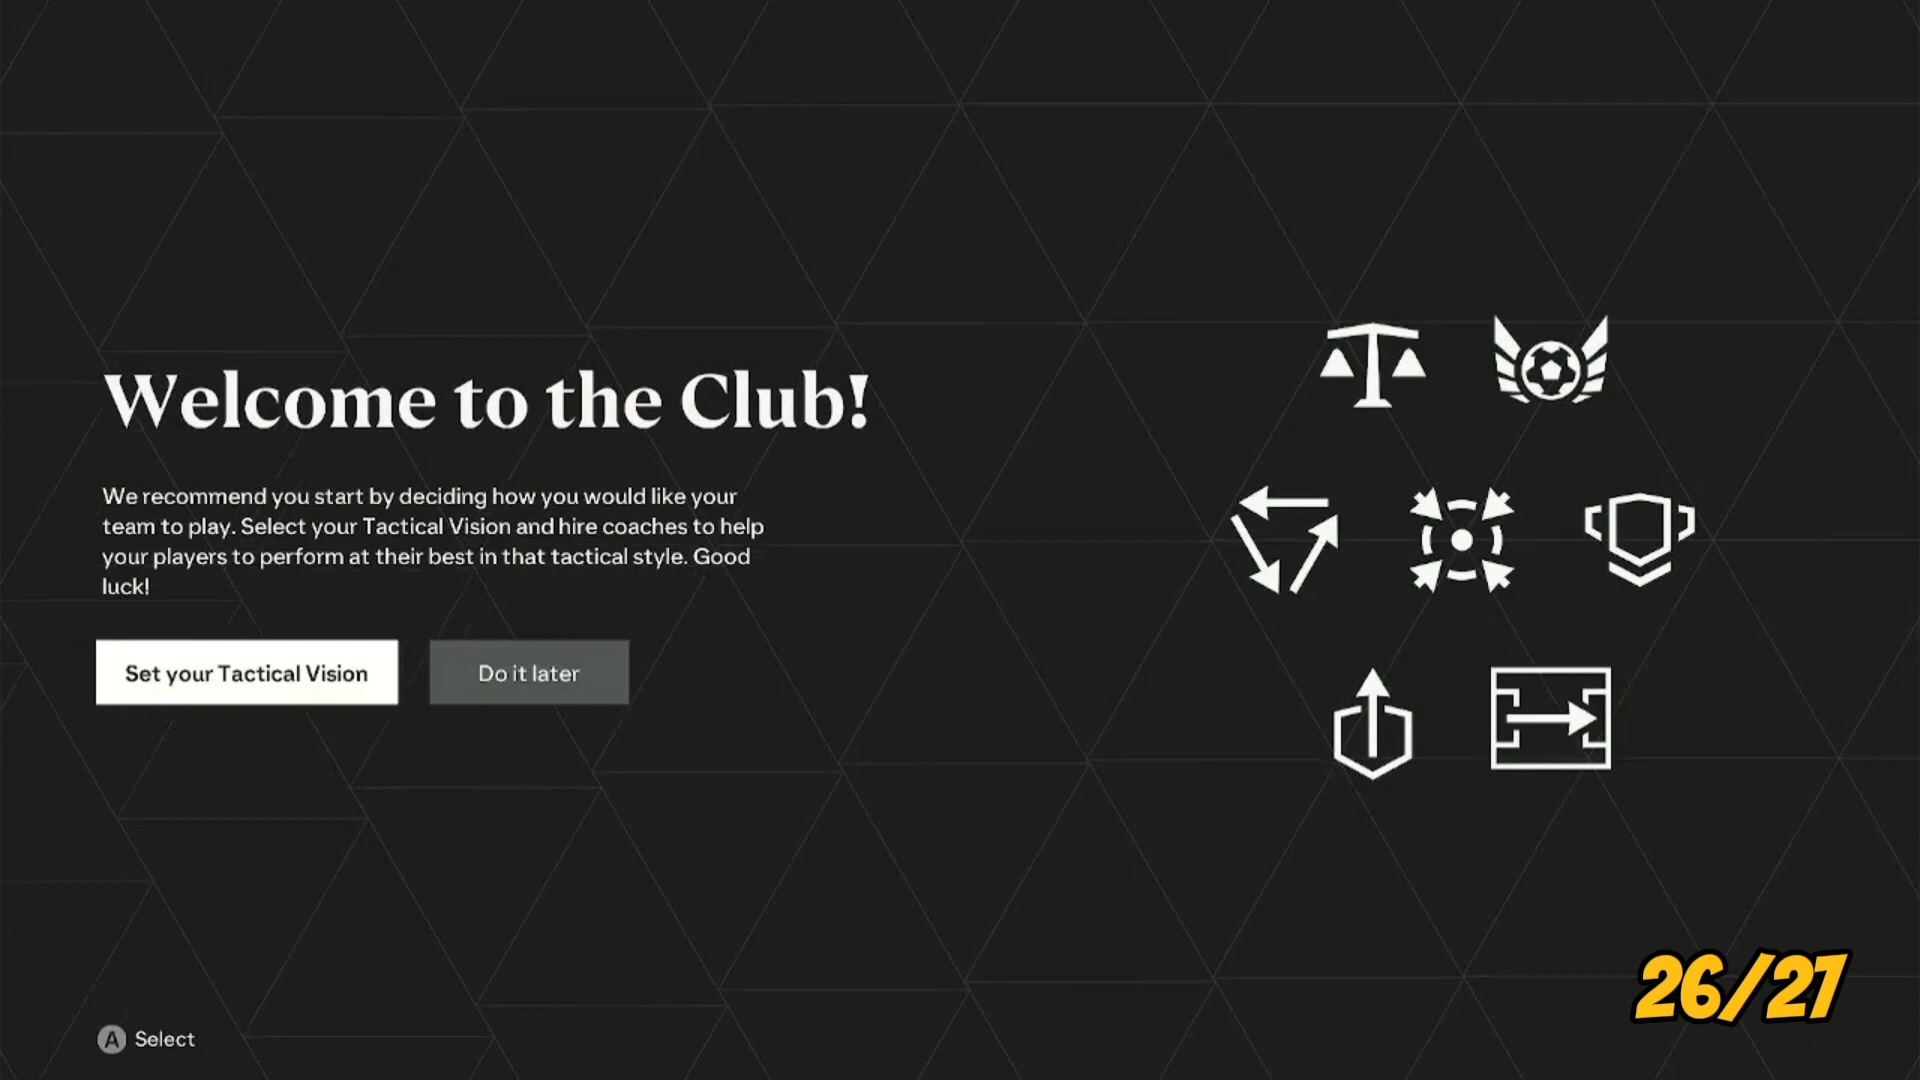 Welcome to the Club!
We recommend you start by deciding how you would like your
team to play. Select your Tactical Vision and hire coaches to help
your players to perform at their best in that tactical style. Good
luck!
Set your Tactical Vision
Do it later
26/27
A Select